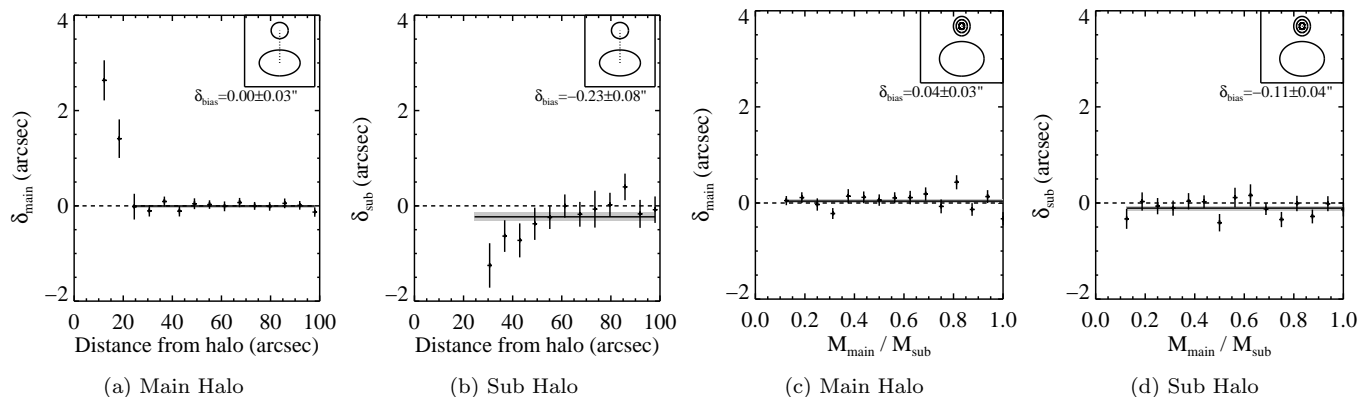 4
2
0
−2
δmain (arcsec)
δbias=0.00±0.03"
0 20 40 60 80 100
Distance from halo (arcsec)
(a) Main Halo
4
2
0
−2
δsub (arcsec)
δbias=−0.23±0.08"
0 20 40 60 80 100
Distance from halo (arcsec)
(b) Sub Halo
4
2
0
−2
δmain (arcsec)
δbias=0.04±0.03"
0.0 0.2 0.4 0.6 0.8 1.0
Mmain / Msub
(c) Main Halo
4
2
0
−2
δsub (arcsec)
δbias=−0.11±0.04"
0.0 0.2 0.4 0.6 0.8 1.0
Mmain / Msub
(d) Sub Halo